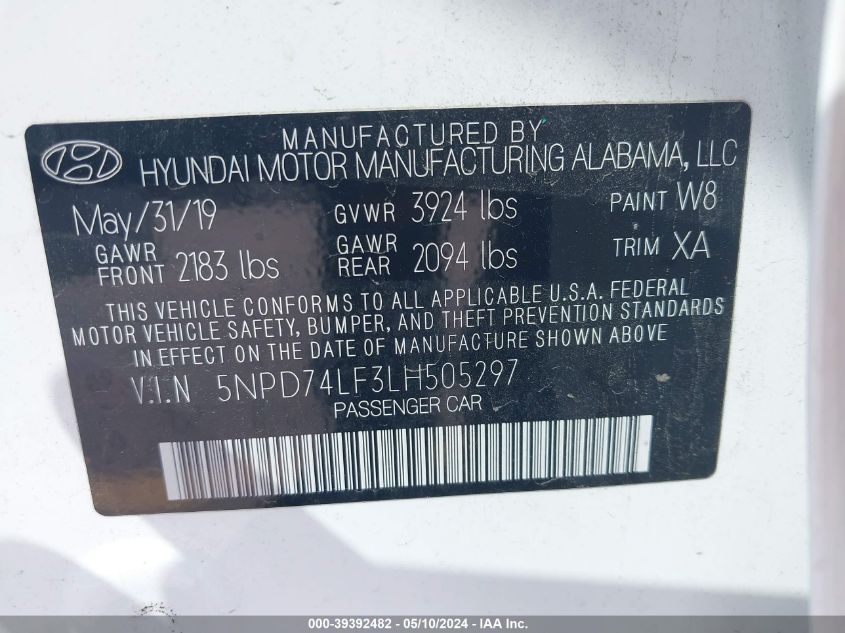 MANUFACTURED BY
HYUNDAI MOTOR MANUFACTURING ALABAMA, LLC
May/31/19 GVWR 3924 lbs PAINT W8
GAWR FRONT 2183 lbs GAWR REAR 2094 lbs TRIM XA
THIS VEHICLE CONFORMS TO ALL APPLICABLE U.S.A. FEDERAL
MOTOR VEHICLE SAFETY, BUMPER, AND THEFT PREVENTION STANDARDS
IN EFFECT ON THE DATE OF MANUFACTURE SHOWN ABOVE
V.I.N 5NPD74LF3LH505297
PASSENGER CAR
000-39392482 - 05/10/2024 - IAA Inc.